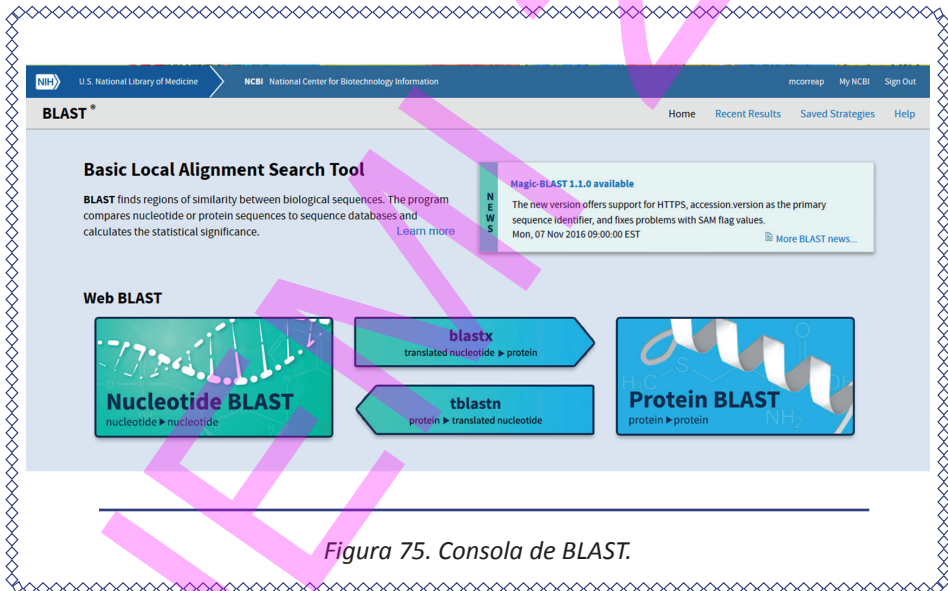 NIH U.S. National Library of Medicine NCBI National Center for Biotechnology Information mcorreap My NCBI Sign Out
BLAST ® Home Recent Results Saved Strategies Help
Basic Local Alignment Search Tool
BLAST finds regions of similarity between biological sequences. The program
compares nucleotide or protein sequences to sequence databases and
calculates the statistical significance. Learn more
NEWS
Magic-BLAST 1.1.0 available
The new version offers support for HTTPS, accession.version as the primary
sequence identifier, and fixes problems with SAM flag values.
Mon, 07 Nov 2016 09:00:00 EST
More BLAST news...
Web BLAST
Nucleotide BLAST
nucleotide ▶ nucleotide
blastx
translated nucleotide ▶ protein
tblastn
protein ▶ translated nucleotide
H₃C S O OH NH₂
Protein BLAST
protein ▶ protein
Figura 75. Consola de BLAST.